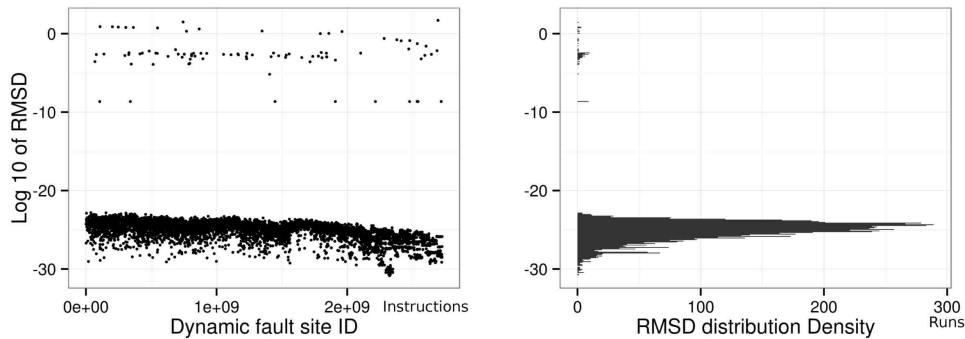 Log 10 of RMSD
0
-10
-20
-30
0e+00
1e+09
2e+09
Instructions
Dynamic fault site ID
0
-10
-20
-30
0
100
200
300
RMSD distribution Density
Runs